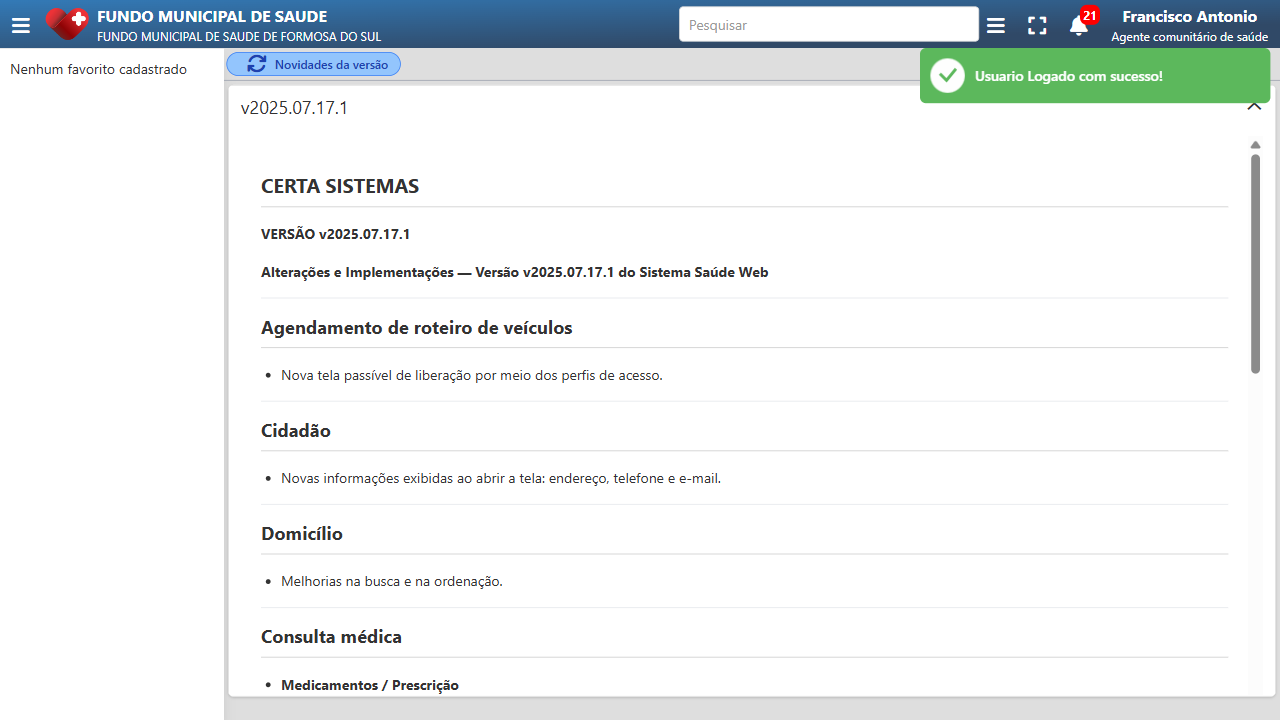 FUNDO MUNICIPAL DE SAUDE
FUNDO MUNICIPAL DE SAUDE DE FORMOSA DO SUL
Pesquisar
21
Francisco Antonio
Agente comunitário de saúde
Nenhum favorito cadastrado
Novidades da versão
Usuario Logado com sucesso!
v2025.07.17.1
CERTA SISTEMAS
VERSÃO v2025.07.17.1
Alterações e Implementações — Versão v2025.07.17.1 do Sistema Saúde Web
Agendamento de roteiro de veículos
• Nova tela passível de liberação por meio dos perfis de acesso.
Cidadão
• Novas informações exibidas ao abrir a tela: endereço, telefone e e-mail.
Domicílio
• Melhorias na busca e na ordenação.
Consulta médica
• Medicamentos / Prescrição